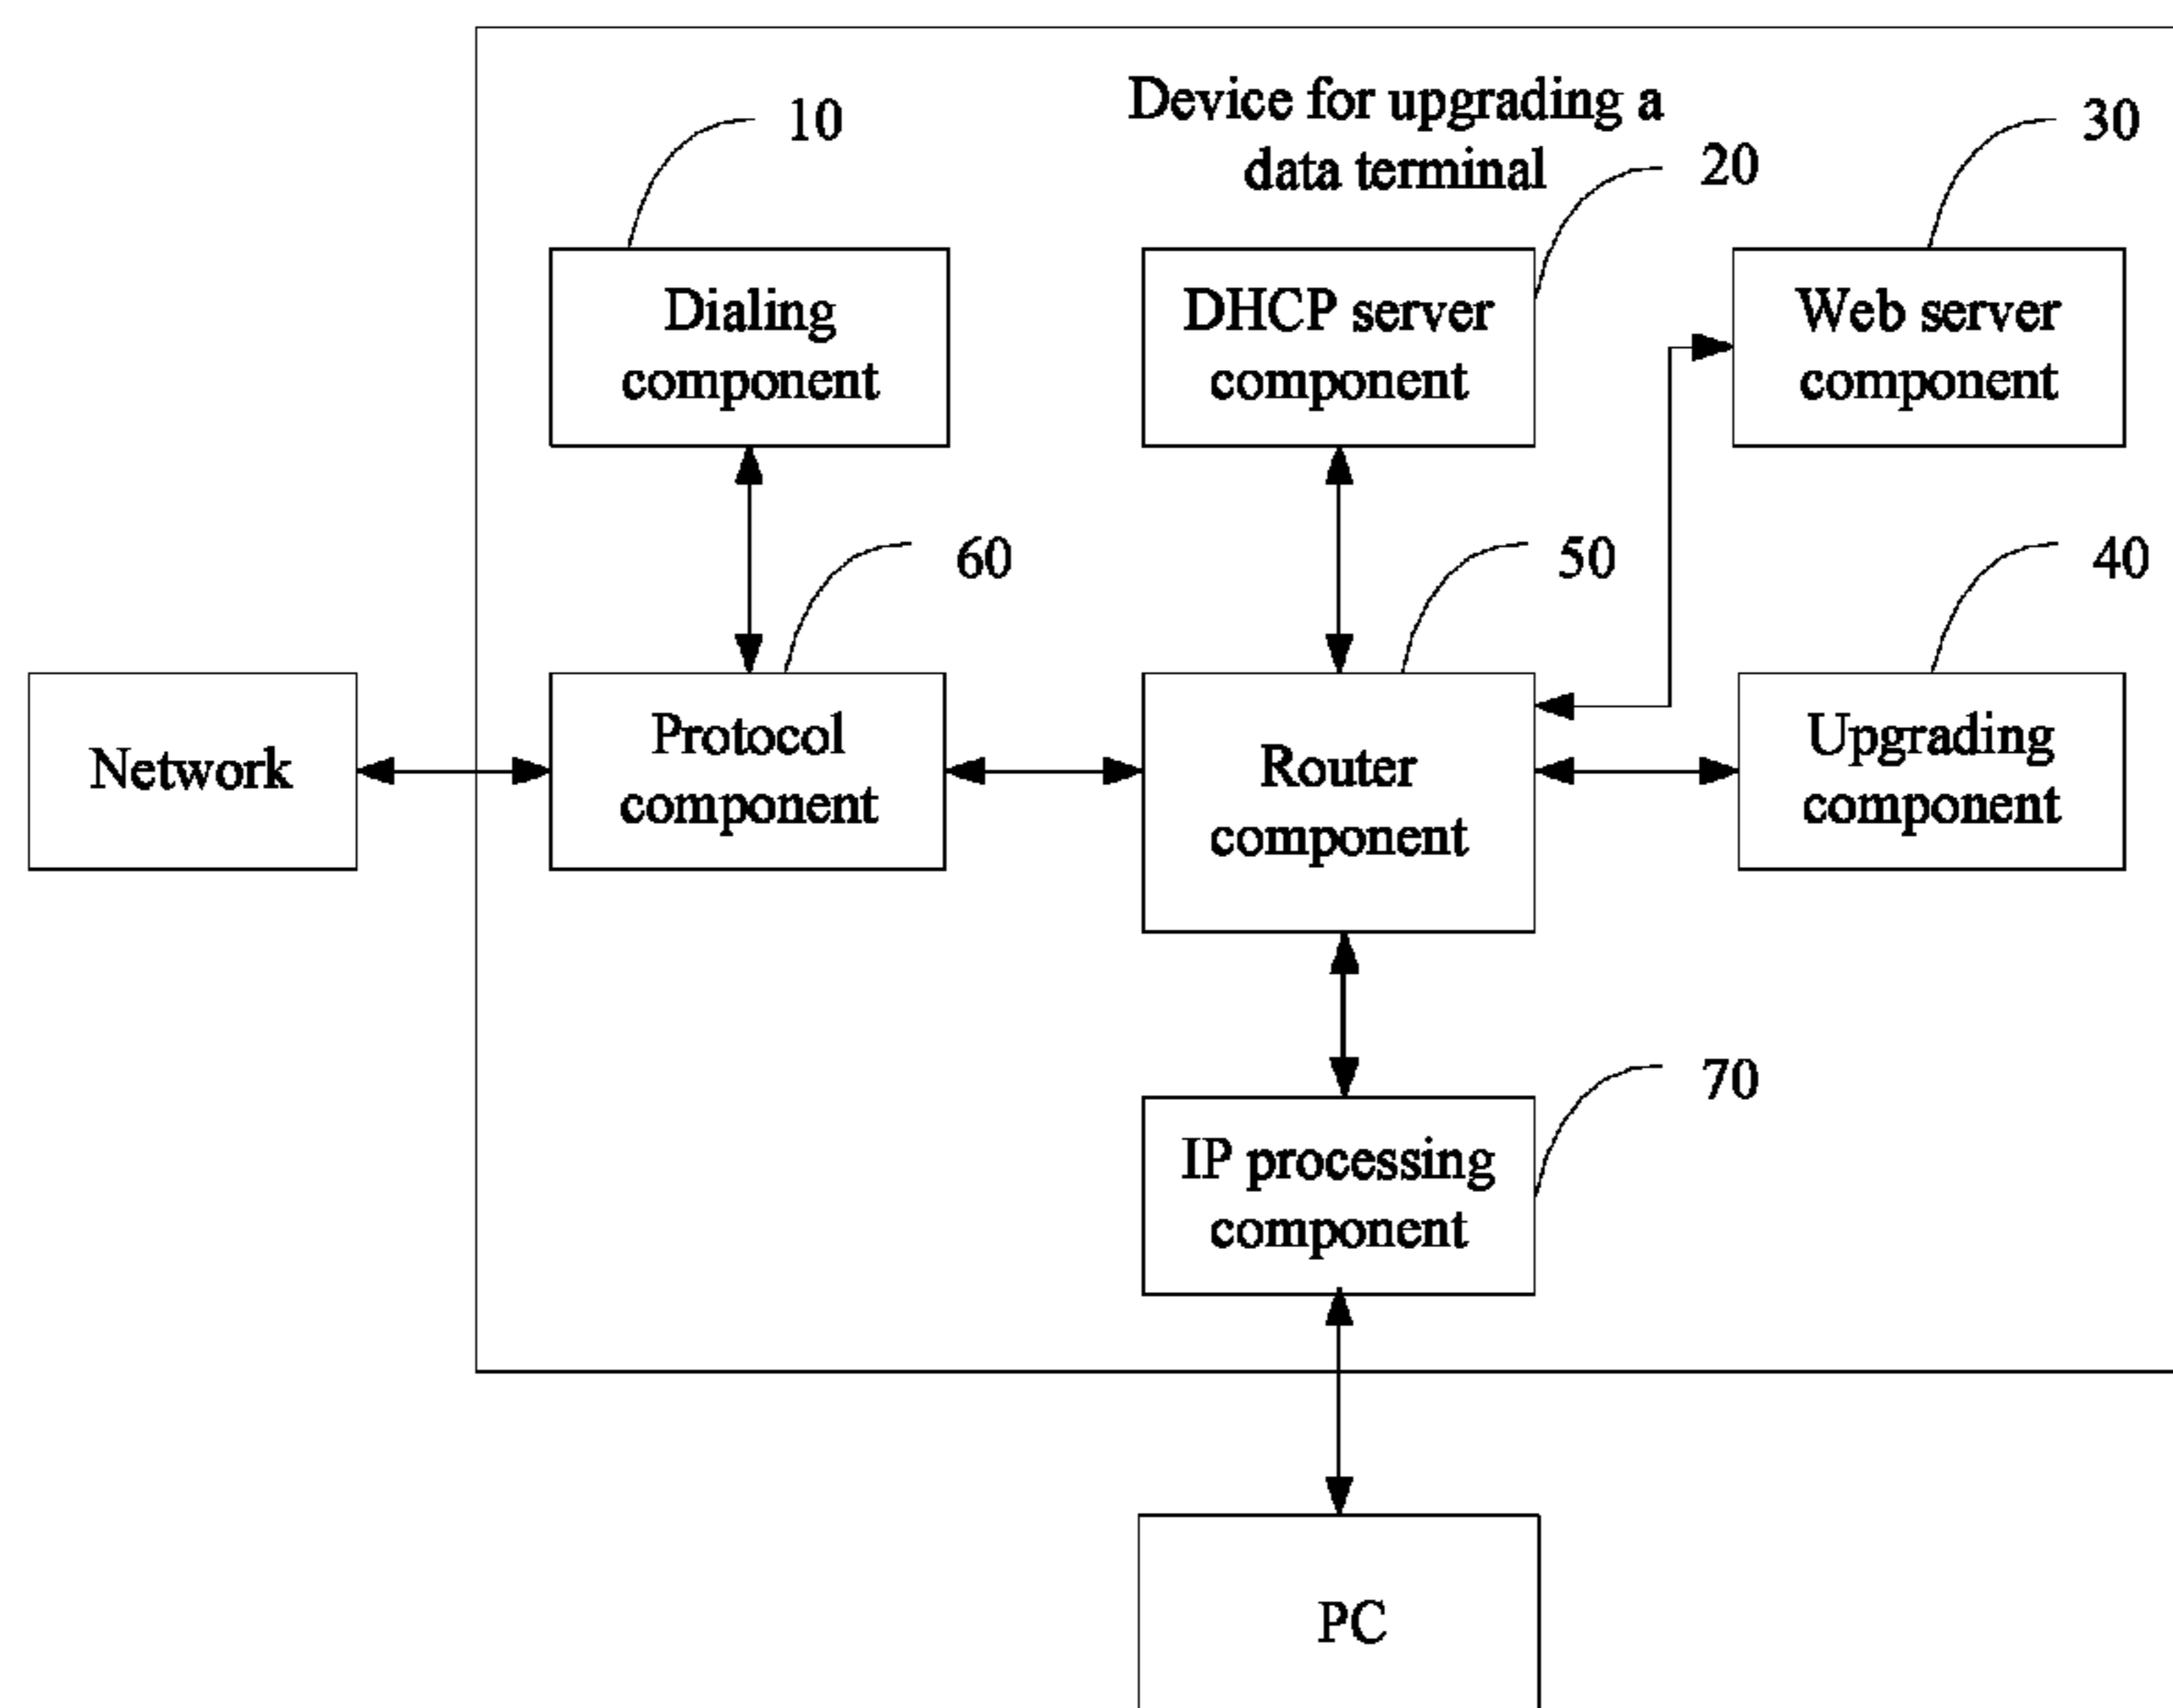 Device for upgrading a
data terminal
10
20
30
Dialing
component
DHCP server
component
Web server
component
60
50
40
Network
Protocol
component
Router
component
Upgrading
component
70
IP processing
component
PC